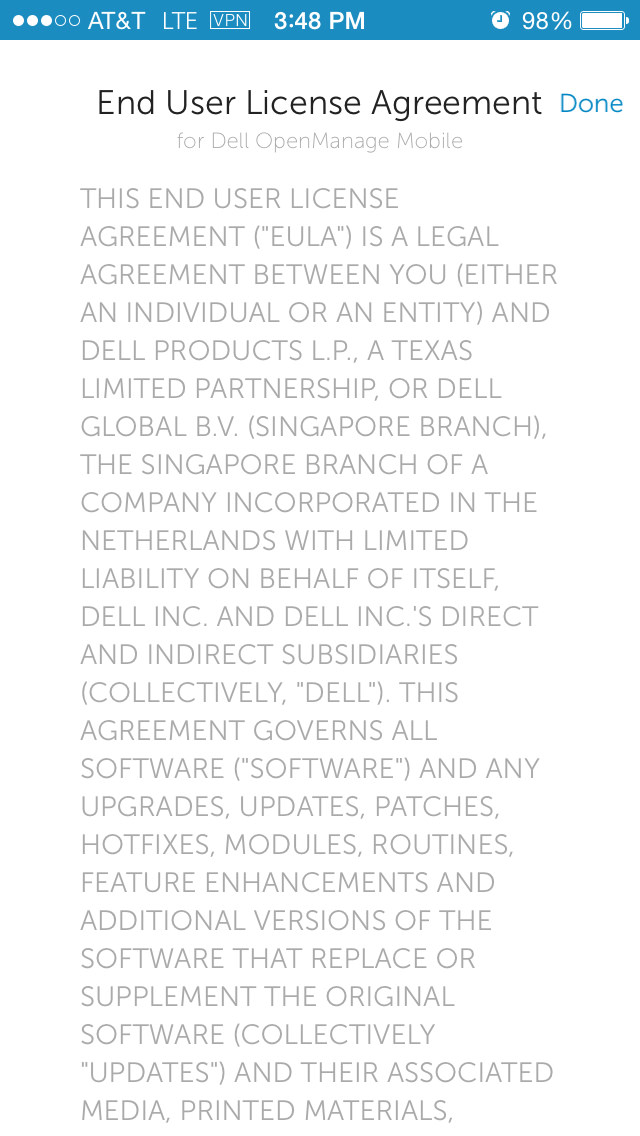 AT&T LTE VPN 3:48 PM 98%
End User License Agreement Done
for Dell OpenManage Mobile
THIS END USER LICENSE
AGREEMENT ("EULA") IS A LEGAL
AGREEMENT BETWEEN YOU (EITHER
AN INDIVIDUAL OR AN ENTITY) AND
DELL PRODUCTS L.P., A TEXAS
LIMITED PARTNERSHIP, OR DELL
GLOBAL B.V. (SINGAPORE BRANCH),
THE SINGAPORE BRANCH OF A
COMPANY INCORPORATED IN THE
NETHERLANDS WITH LIMITED
LIABILITY ON BEHALF OF ITSELF,
DELL INC. AND DELL INC.'S DIRECT
AND INDIRECT SUBSIDIARIES
(COLLECTIVELY, "DELL"). THIS
AGREEMENT GOVERNS ALL
SOFTWARE ("SOFTWARE") AND ANY
UPGRADES, UPDATES, PATCHES,
HOTFIXES, MODULES, ROUTINES,
FEATURE ENHANCEMENTS AND
ADDITIONAL VERSIONS OF THE
SOFTWARE THAT REPLACE OR
SUPPLEMENT THE ORIGINAL
SOFTWARE (COLLECTIVELY
"UPDATES") AND THEIR ASSOCIATED
MEDIA, PRINTED MATERIALS,